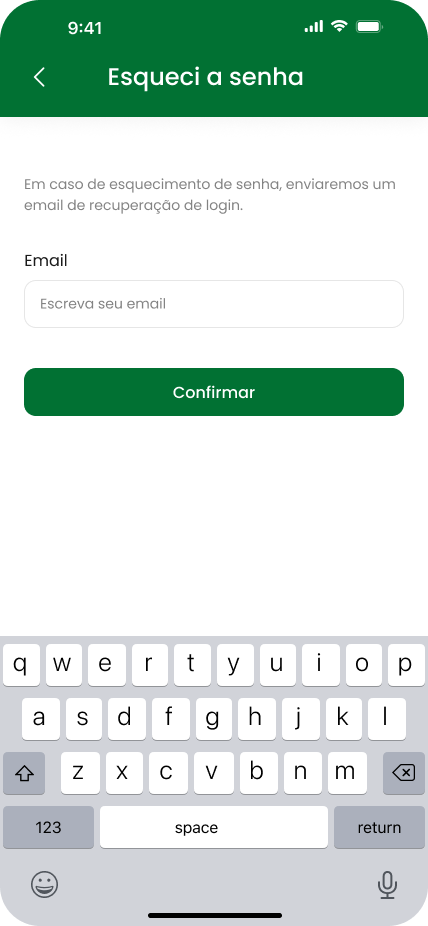 9:41
Esqueci a senha
Em caso de esquecimento de senha, enviaremos um
email de recuperação de login.
Email
Escreva seu email
Confirmar
q w e r t y u i o p
a s d f g h j k l
z x c v b n m
123 space return